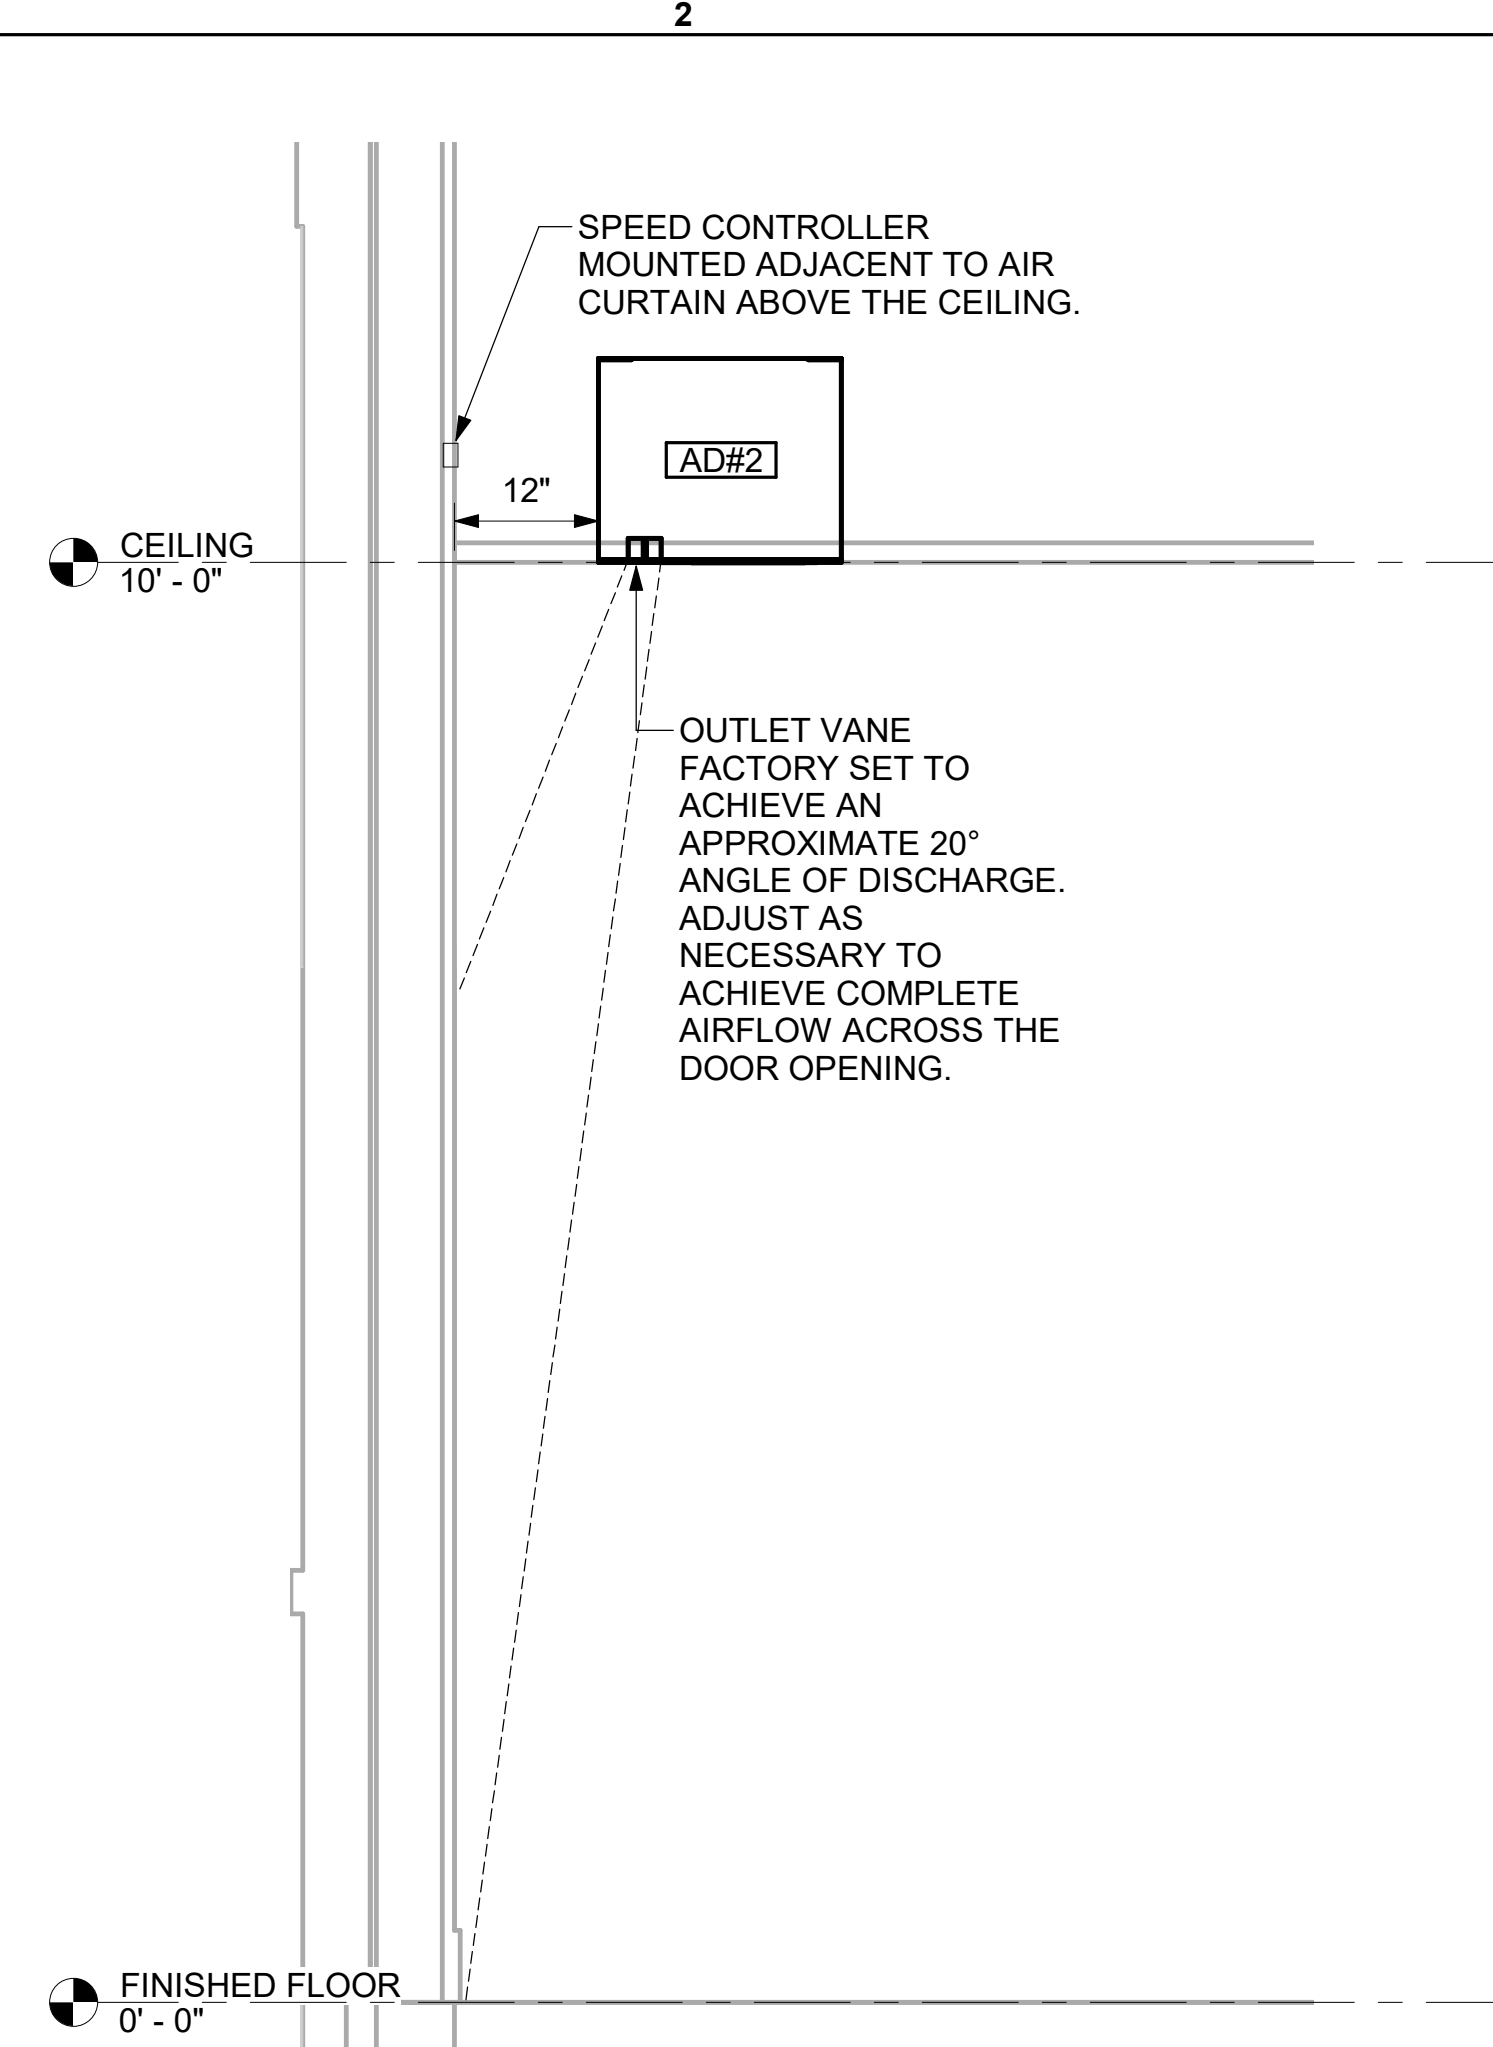 2
SPEED CONTROLLER
MOUNTED ADJACENT TO AIR
CURTAIN ABOVE THE CEILING.
AD#2
12"
CEILING
10' - 0"
OUTLET VANE
FACTORY SET TO
ACHIEVE AN
APPROXIMATE 20°
ANGLE OF DISCHARGE.
ADJUST AS
NECESSARY TO
ACHIEVE COMPLETE
AIRFLOW ACROSS THE
DOOR OPENING.
FINISHED FLOOR
0' - 0"